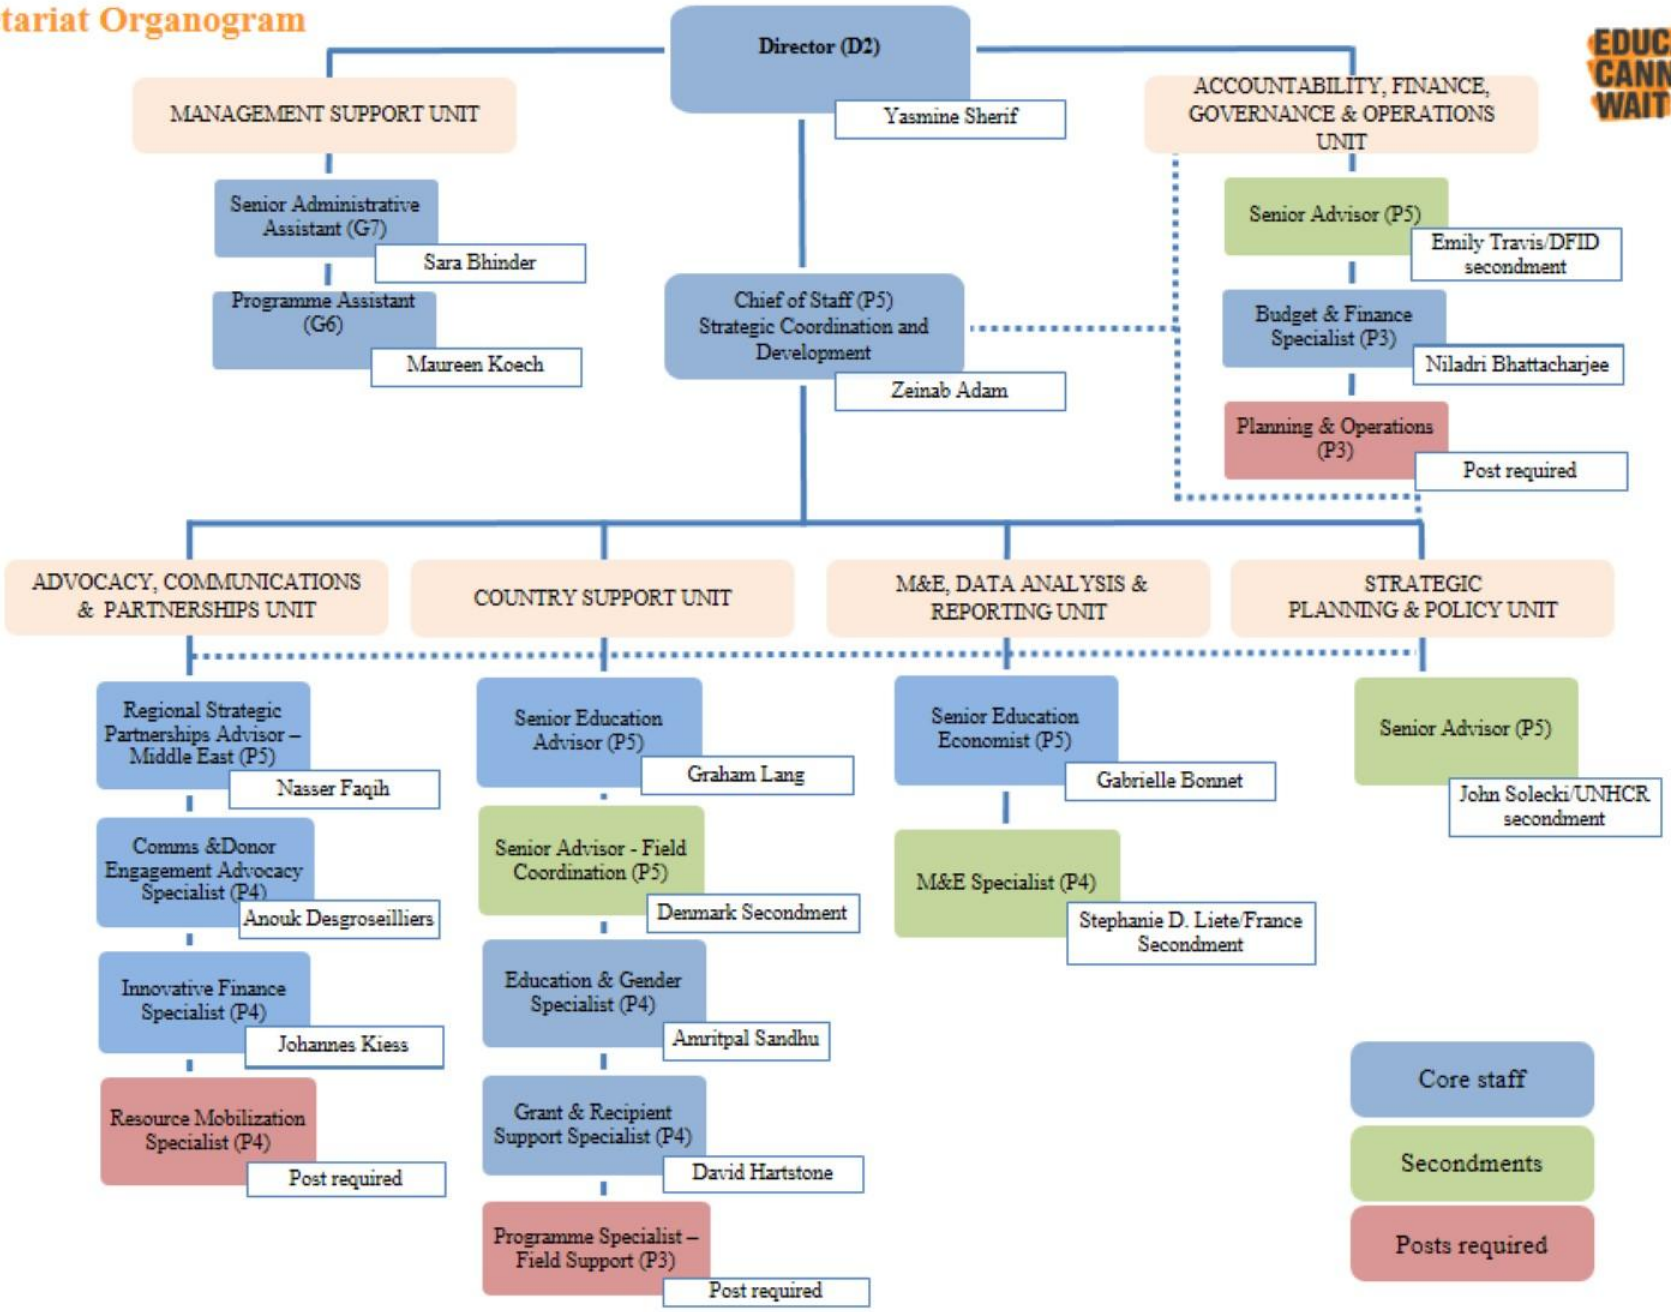 tariat Organogram
EDUC
CANN
WAIT
Director (D2)
Yasmine Sherif
MANAGEMENT SUPPORT UNIT
Senior Administrative
Assistant (G7)
Sara Bhinder
Programme Assistant
(G6)
Maureen Koech
ACCOUNTABILITY, FINANCE,
GOVERNANCE & OPERATIONS
UNIT
Senior Advisor (P5)
Emily Travis/DFID
secondment
Budget & Finance
Specialist (P3)
Niladri Bhattacharjee
Planning & Operations
(P3)
Post required
Chief of Staff (P5)
Strategic Coordination and
Development
Zeinab Adam
ADVOCACY, COMMUNICATIONS
& PARTNERSHIPS UNIT
Regional Strategic
Partnerships Advisor –
Middle East (P5)
Nasser Faqih
Comms &Donor
Engagement Advocacy
Specialist (P4)
Anouk Desgroseilliers
Innovative Finance
Specialist (P4)
Johannes Kiess
Resource Mobilization
Specialist (P4)
Post required
COUNTRY SUPPORT UNIT
Senior Education
Advisor (P5)
Graham Lang
Senior Advisor - Field
Coordination (P5)
Denmark Secondment
Education & Gender
Specialist (P4)
Amritpal Sandhu
Grant & Recipient
Support Specialist (P4)
David Hartstone
Programme Specialist –
Field Support (P3)
Post required
M&E, DATA ANALYSIS &
REPORTING UNIT
Senior Education
Economist (P5)
Gabrielle Bonnet
M&E Specialist (P4)
Stephanie D. Liete/France
Secondment
STRATEGIC
PLANNING & POLICY UNIT
Senior Advisor (P5)
John Solecki/UNHCR
secondment
Core staff
Secondments
Posts required